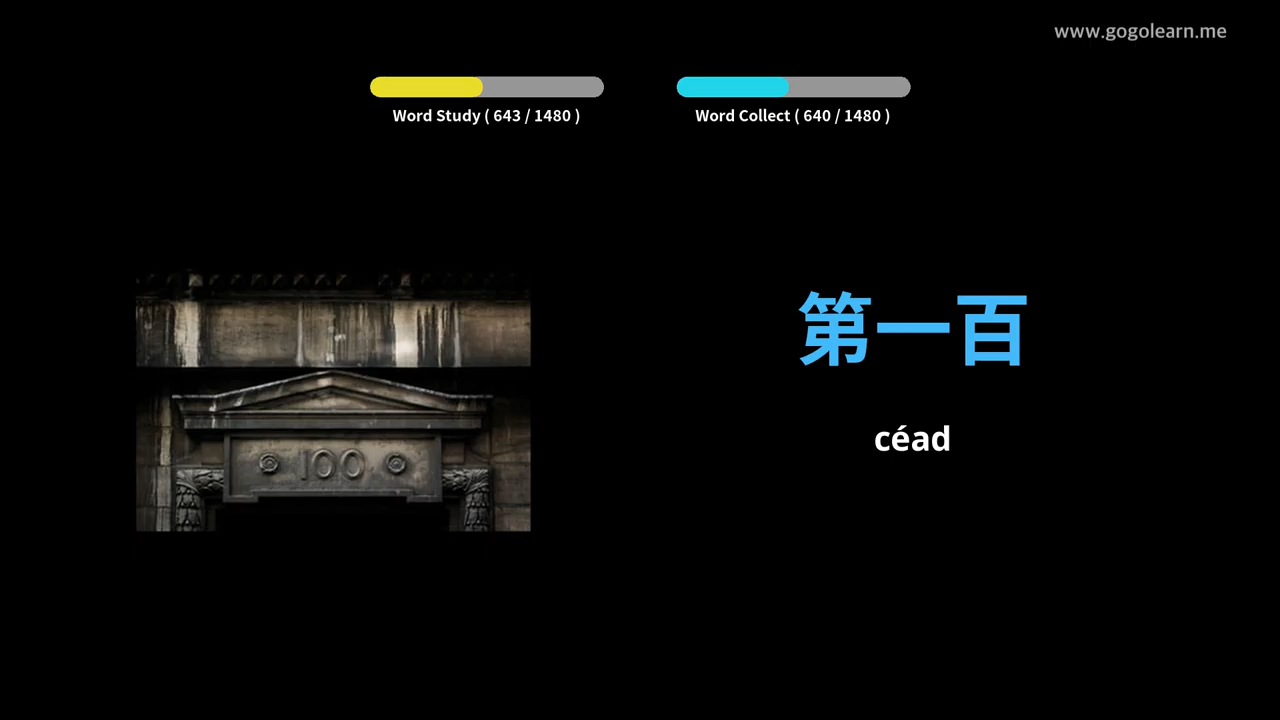 www.gogolearn.me
Word Study ( 643 / 1480 )
Word Collect ( 640 / 1480 )
第一百
céad
100